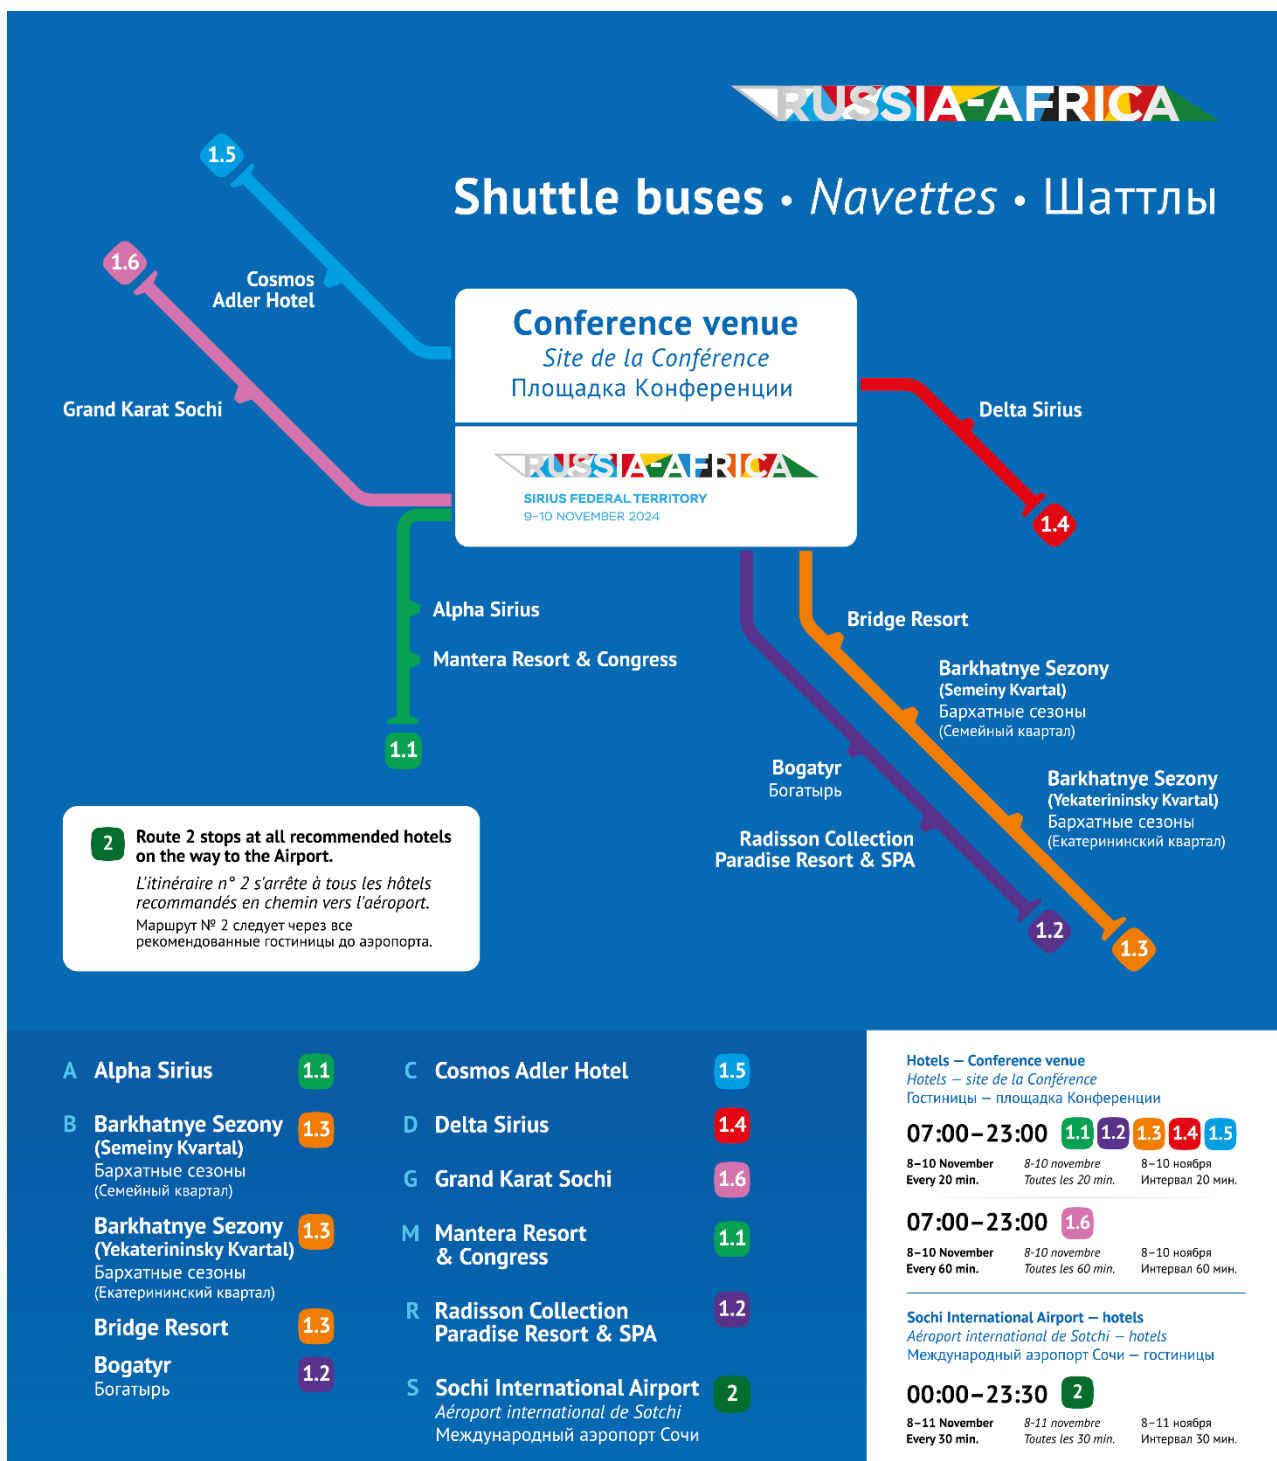 RUSSIA-AFRICA
Shuttle buses • Navettes • Шаттлы
1.5
1.6
Cosmos
Adler Hotel
Grand Karat Sochi
Conference venue
Site de la Conférence
Площадка Конференции
RUSSIA-AFRICA
SIRIUS FEDERAL TERRITORY
9–10 NOVEMBER 2024
Delta Sirius
1.4
Alpha Sirius
Mantera Resort & Congress
1.1
Bridge Resort
Barkhatnye Sezony
(Semeiny Kvartal)
Бархатные сезоны
(Семейный квартал)
Bogatyr
Богатырь
Barkhatnye Sezony
(Yekaterininsky Kvartal)
Бархатные сезоны
(Екатерининский квартал)
Radisson Collection
Paradise Resort & SPA
1.2
1.3
2
Route 2 stops at all recommended hotels
on the way to the Airport.
L'itinéraire n° 2 s'arrête à tous les hôtels
recommandés en chemin vers l'aéroport.
Маршрут № 2 следует через все
рекомендованные гостиницы до аэропорта.
A Alpha Sirius 1.1
B Barkhatnye Sezony 1.3
(Semeiny Kvartal)
Бархатные сезоны
(Семейный квартал)
Barkhatnye Sezony 1.3
(Yekaterininsky Kvartal)
Бархатные сезоны
(Екатерининский квартал)
Bridge Resort 1.3
Bogatyr 1.2
Богатырь
C Cosmos Adler Hotel 1.5
D Delta Sirius 1.4
G Grand Karat Sochi 1.6
M Mantera Resort 1.1
& Congress
R Radisson Collection 1.2
Paradise Resort & SPA
S Sochi International Airport 2
Aéroport international de Sotchi
Международный аэропорт Сочи
Hotels — Conference venue
Hotels — site de la Conférence
Гостиницы — площадка Конференции
07:00–23:00 1.1 1.2 1.3 1.4 1.5
8–10 November 8-10 novembre 8–10 ноября
Every 20 min. Toutes les 20 min. Интервал 20 мин.
07:00–23:00 1.6
8–10 November 8-10 novembre 8–10 ноября
Every 60 min. Toutes les 60 min. Интервал 60 мин.
Sochi International Airport — hotels
Aéroport international de Sotchi — hotels
Международный аэропорт Сочи — гостиницы
00:00–23:30 2
8–11 November 8-11 novembre 8–11 ноября
Every 30 min. Toutes les 30 min. Интервал 30 мин.